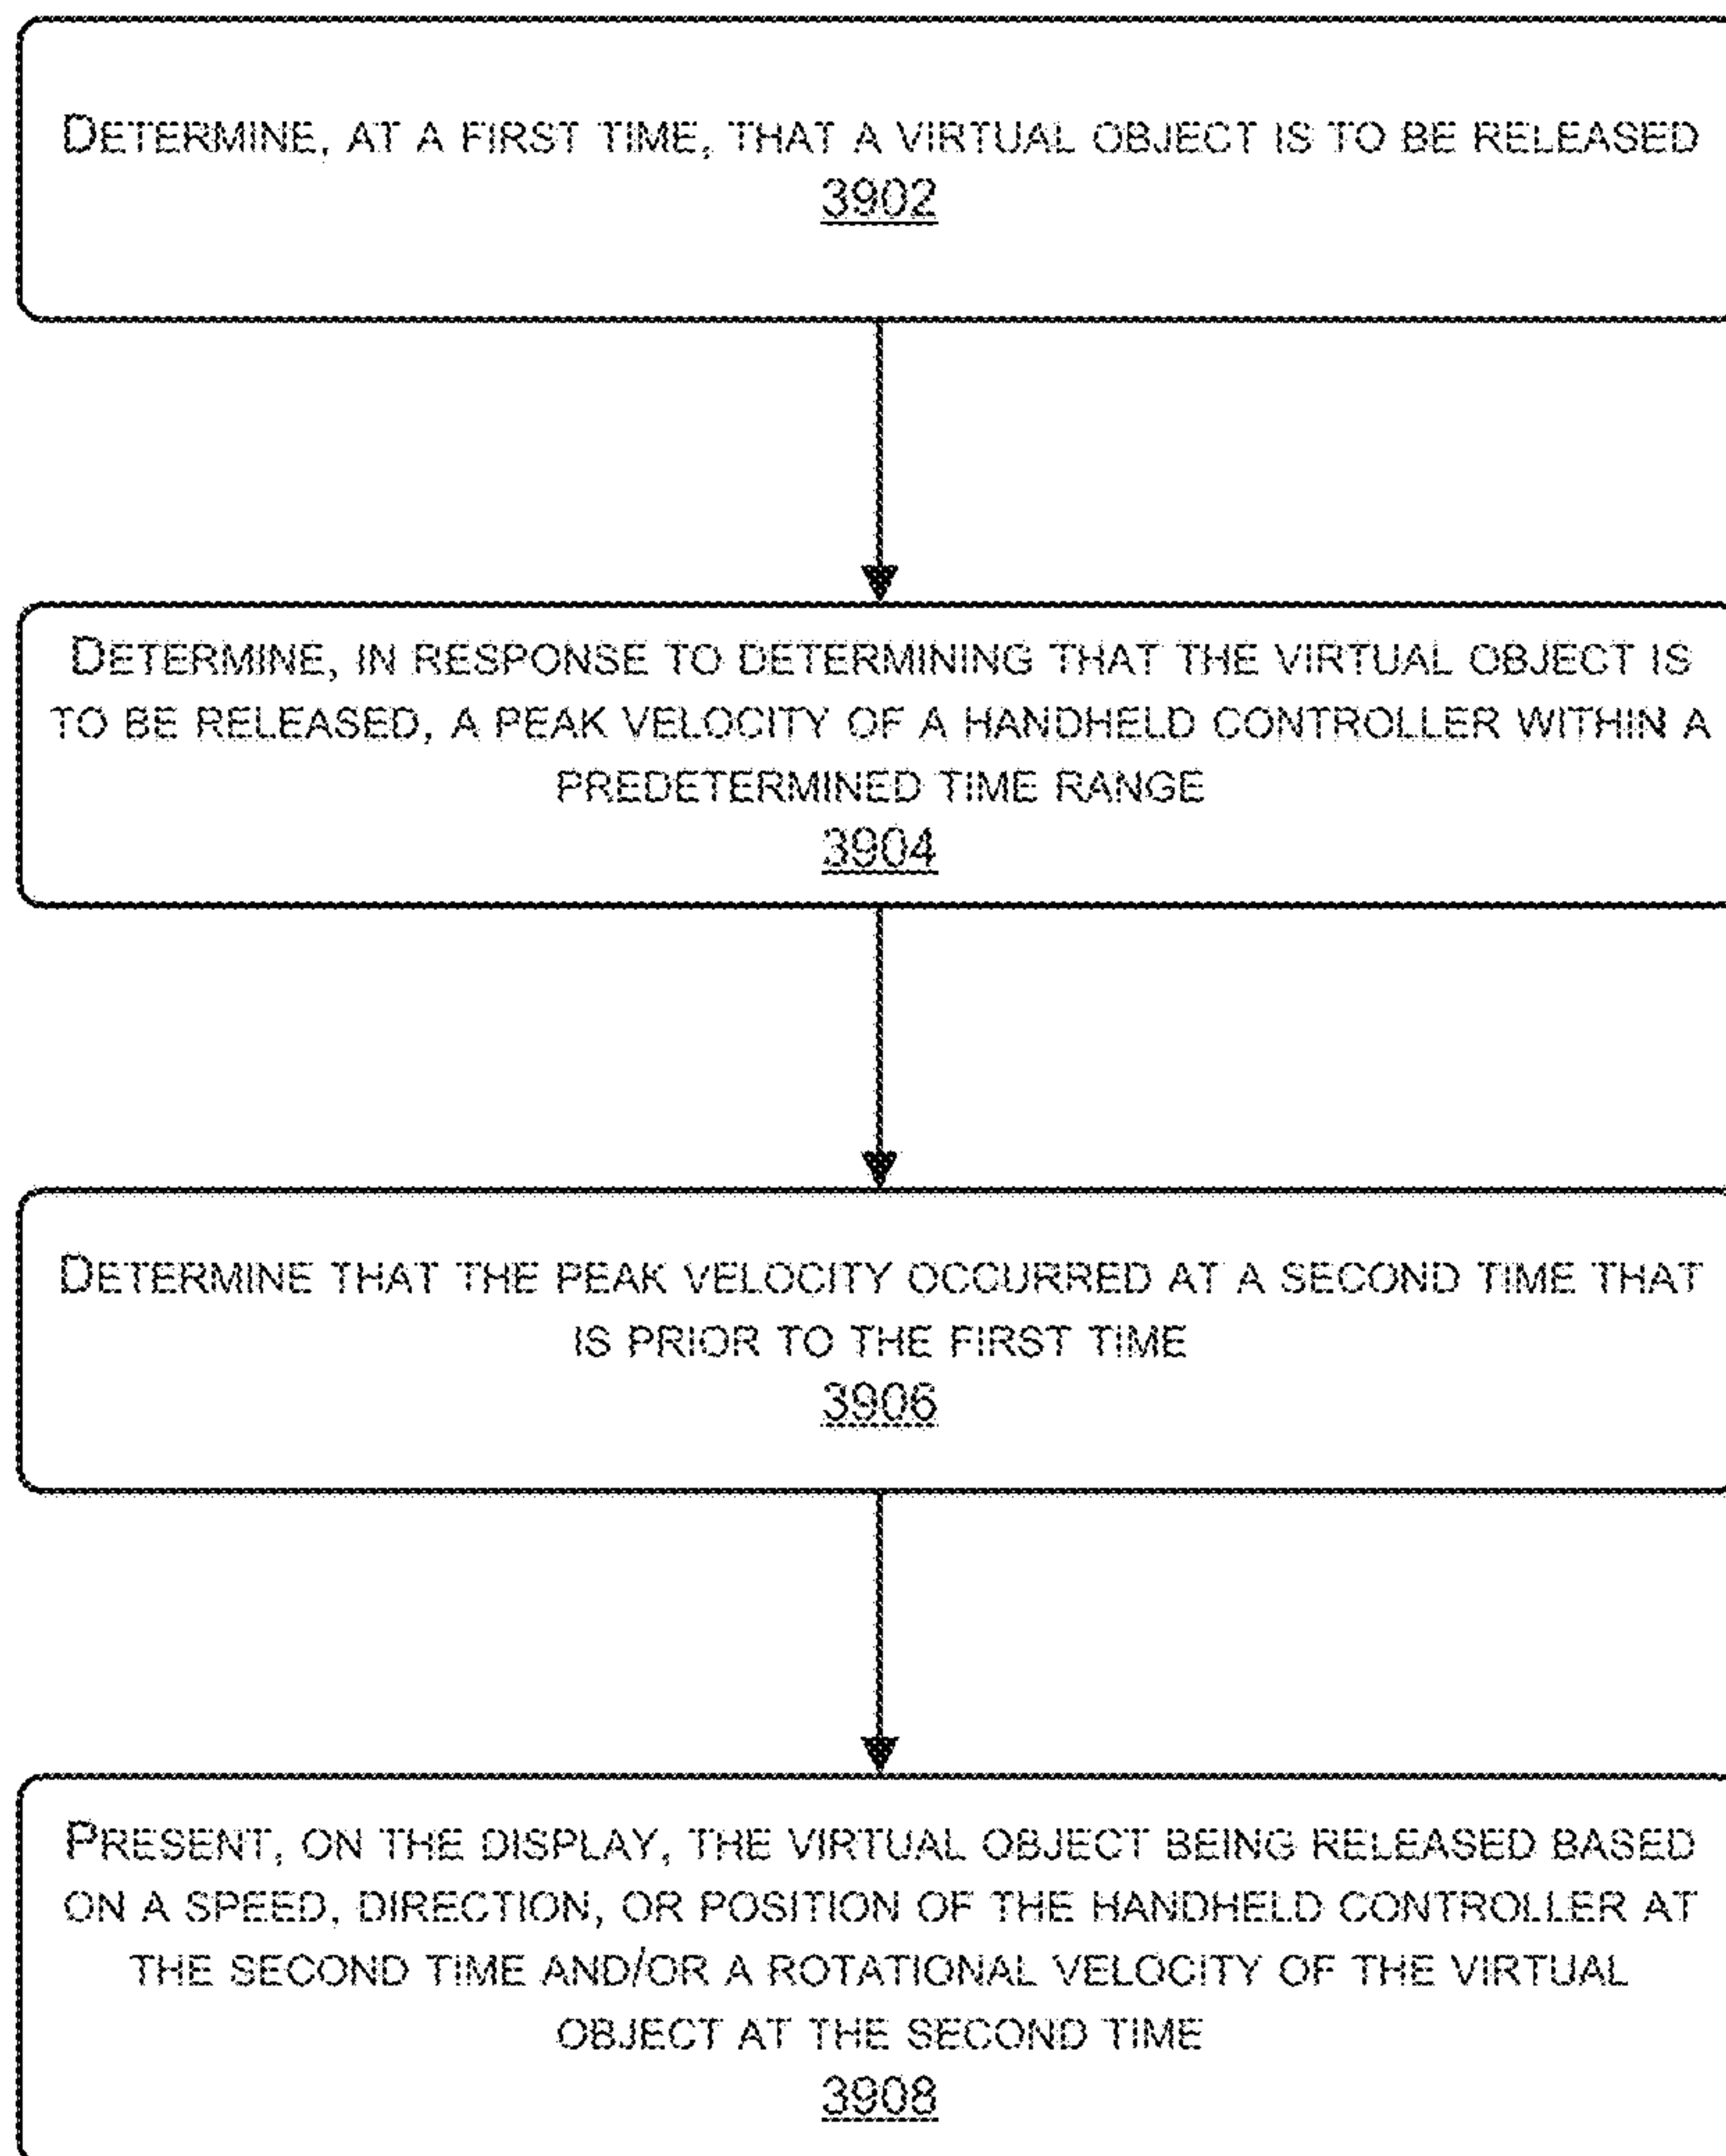 DETERMINE, AT A FIRST TIME, THAT A VIRTUAL OBJECT IS TO BE RELEASED
3902
DETERMINE, IN RESPONSE TO DETERMINING THAT THE VIRTUAL OBJECT IS
TO BE RELEASED, A PEAK VELOCITY OF A HANDHELD CONTROLLER WITHIN A
PREDETERMINED TIME RANGE
3904
DETERMINE THAT THE PEAK VELOCITY OCCURRED AT A SECOND TIME THAT
IS PRIOR TO THE FIRST TIME
3906
PRESENT, ON THE DISPLAY, THE VIRTUAL OBJECT BEING RELEASED BASED
ON A SPEED, DIRECTION, OR POSITION OF THE HANDHELD CONTROLLER AT
THE SECOND TIME AND/OR A ROTATIONAL VELOCITY OF THE VIRTUAL
OBJECT AT THE SECOND TIME
3908